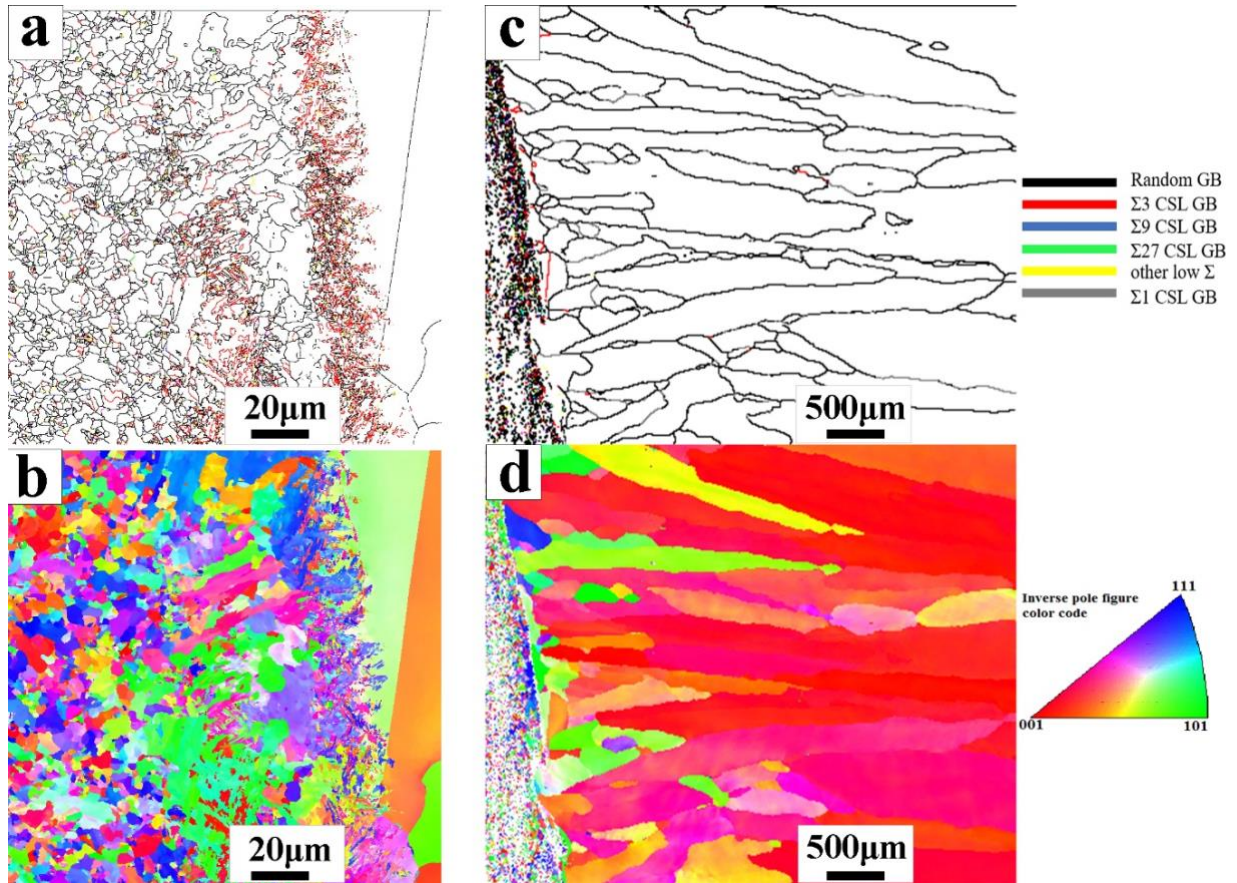 a
20μm
b
20μm
c
500μm
d
500μm
Random GB
Σ3 CSL GB
Σ9 CSL GB
Σ27 CSL GB
other low Σ
Σ1 CSL GB
Inverse pole figure
color code
111
001
101